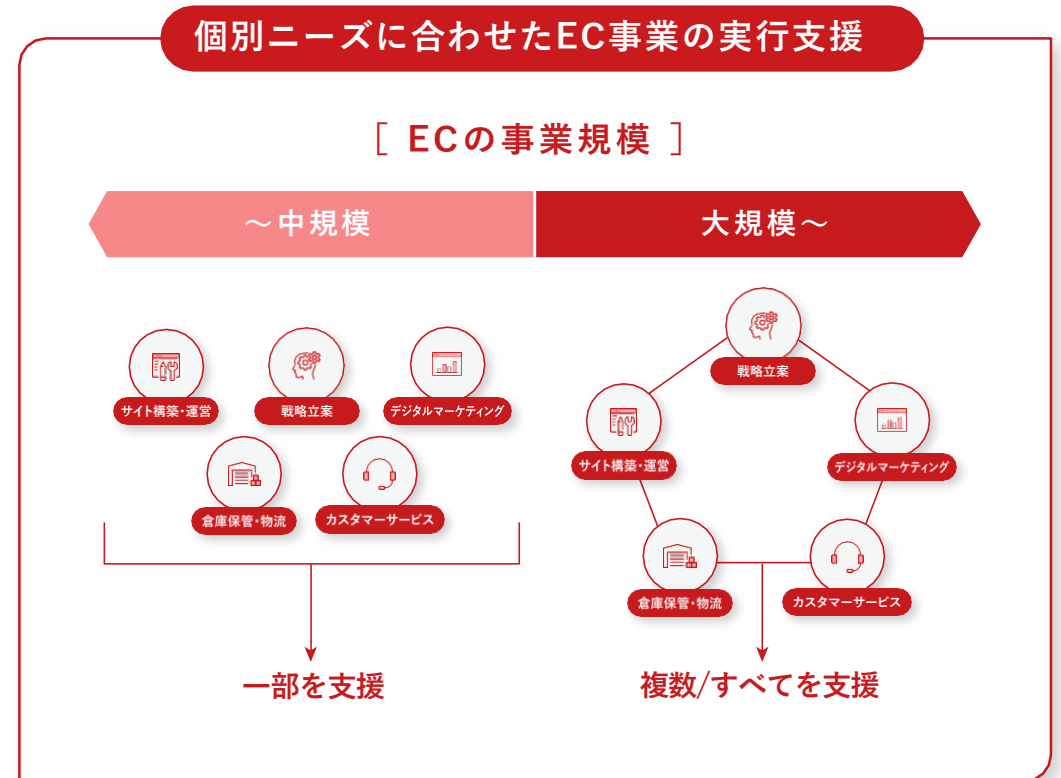 個別ニーズに合わせたEC事業の実行支援
[ ECの事業規模 ]
～中規模
大規模～
サイト構築・運営
戦略立案
デジタルマーケティング
倉庫保管・物流
カスタマーサービス
一部を支援
戦略立案
サイト構築・運営
デジタルマーケティング
倉庫保管・物流
カスタマーサービス
複数/すべてを支援